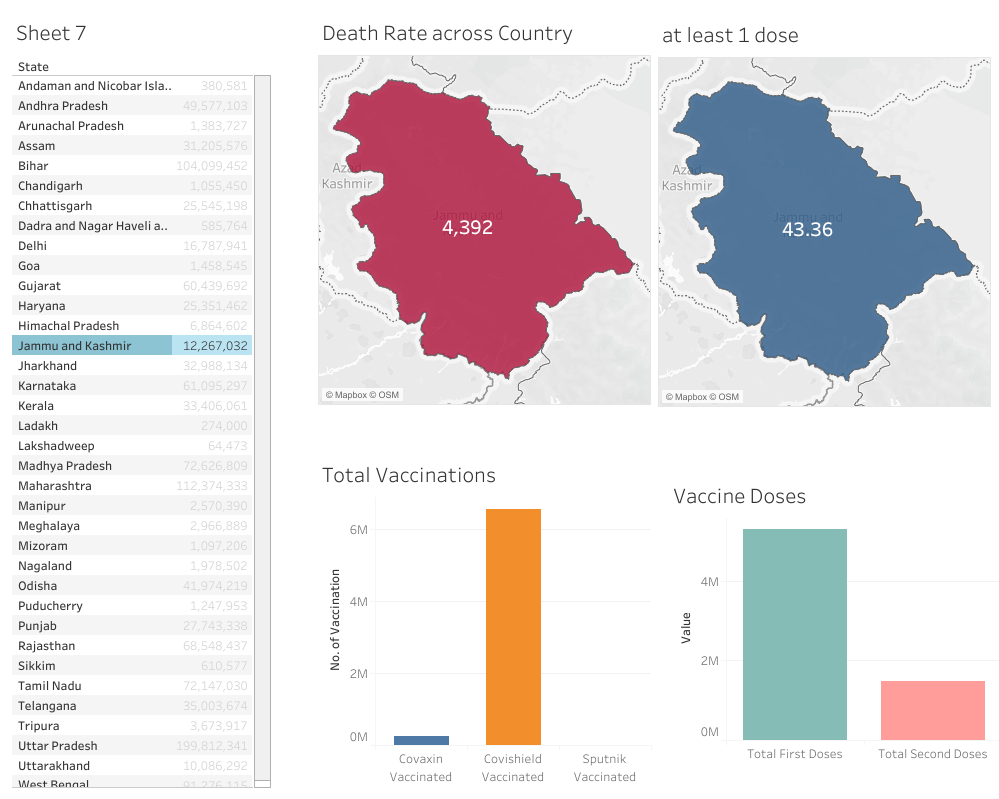 Sheet 7
State
Andaman and Nicobar Isla.. 380,581
Andhra Pradesh 49,577,103
Arunachal Pradesh 1,383,727
Assam 31,205,576
Bihar 104,099,452
Chandigarh 1,055,450
Chhattisgarh 25,545,198
Dadra and Nagar Haveli a.. 585,764
Delhi 16,787,941
Goa 1,458,545
Gujarat 60,439,692
Haryana 25,351,462
Himachal Pradesh 6,864,602
Jammu and Kashmir 12,267,032
Jharkhand 32,988,134
Karnataka 61,095,297
Kerala 33,406,061
Ladakh 274,000
Lakshadweep 64,473
Madhya Pradesh 72,626,809
Maharashtra 112,374,333
Manipur 2,570,390
Meghalaya 2,966,889
Mizoram 1,097,206
Nagaland 1,978,502
Odisha 41,974,219
Puducherry 1,247,953
Punjab 27,743,338
Rajasthan 68,548,437
Sikkim 610,577
Tamil Nadu 72,147,030
Telangana 35,003,674
Tripura 3,673,917
Uttar Pradesh 199,812,341
Uttarakhand 10,086,292
West Bengal 91,276,115
Death Rate across Country
Azad
Kashmir
Jammu and
4,392
© Mapbox © OSM
at least 1 dose
Azad
Kashmir
Jammu and
43.36
© Mapbox © OSM
Total Vaccinations
No. of Vaccination
6M
4M
2M
0M
Covaxin
Vaccinated
Covishield
Vaccinated
Sputnik
Vaccinated
Vaccine Doses
Value
4M
2M
0M
Total First Doses
Total Second Doses